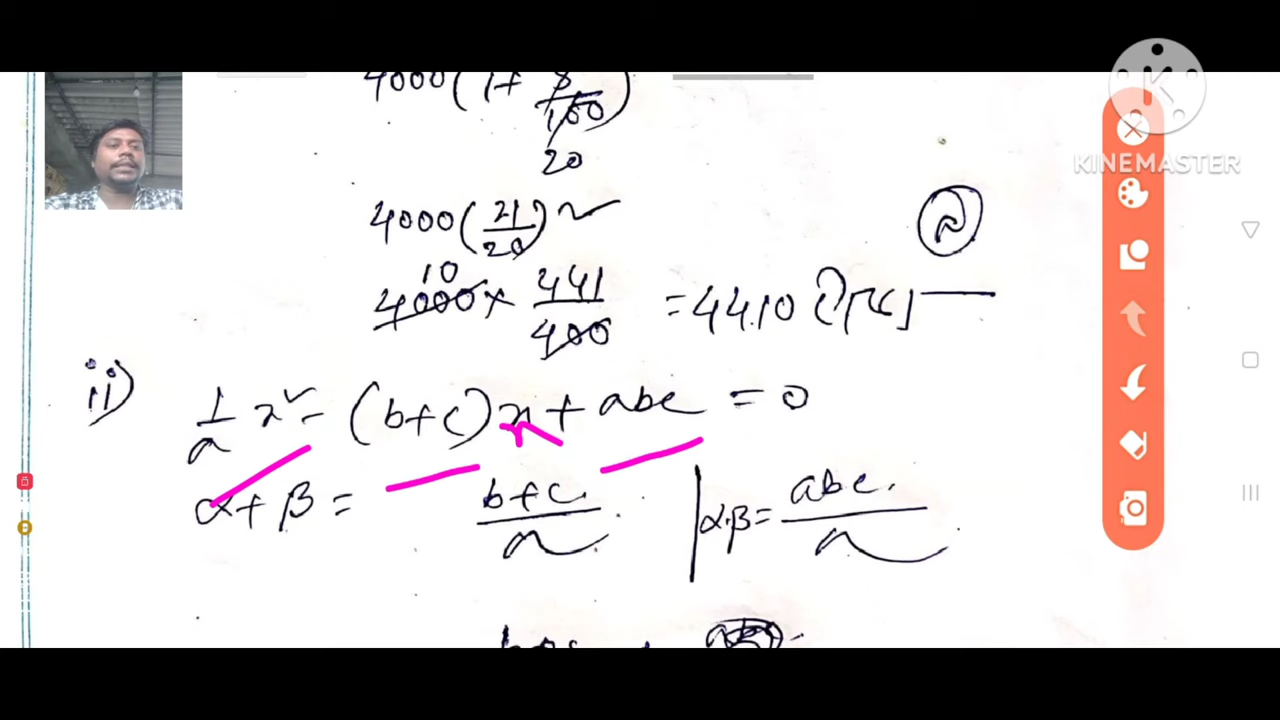 4000(1+ 5/100)
20
KINEMASTER
4000(21/20)²
10
4000 × 441/400 = 4410
ii) 1/a x² - (b+c)x + abc = 0
α+β = b+c/a | α.β = abc/a